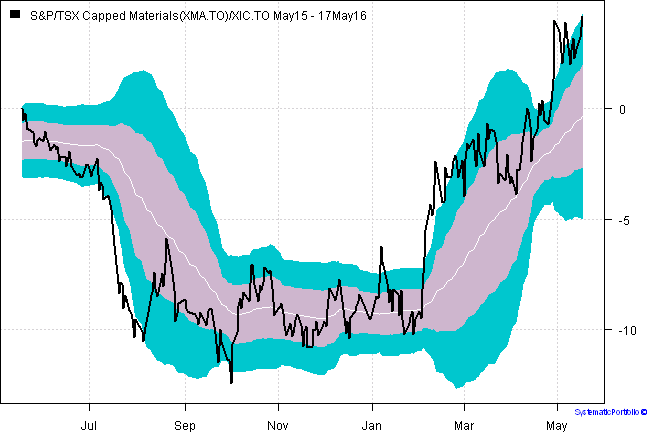 S&P/TSX Capped Materials(XMA.TO)/XIC.TO May15 - 17May16
0
-5
-10
Jul Sep Nov Jan Mar May
SystematicPortfolio ©